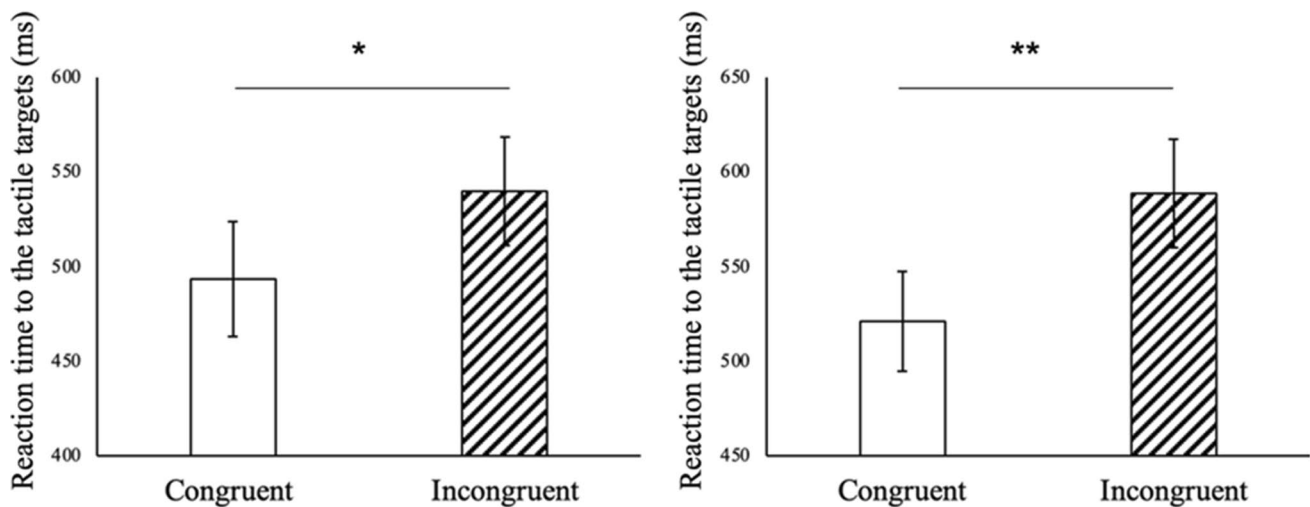 Reaction time to the tactile targets (ms)
*
600
550
500
450
400
Congruent
Incongruent
Reaction time to the tactile targets (ms)
**
650
600
550
500
450
Congruent
Incongruent